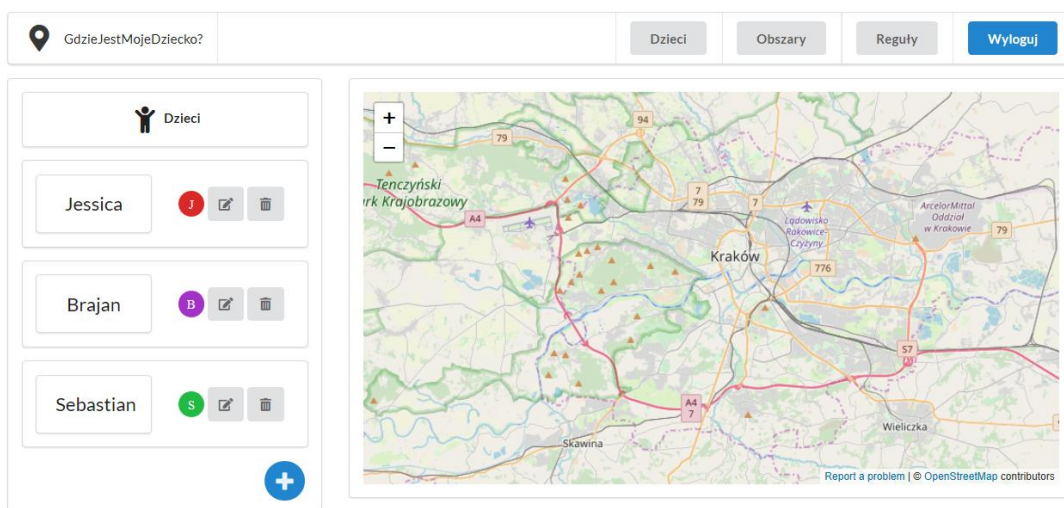 GdzieJestMojeDziecko?
Dzieci
Obszary
Reguły
Wyloguj
Dzieci
Jessica
J
Brajan
B
Sebastian
S
+
−
94
79
Tenczyński
rk Krajobrazowy
A4
7
79
7
Lądowisko
Rakowice-
Czyżyny
ArcelorMittal
Oddział
w Krakowie
79
Kraków
776
S7
A4
7
Wieliczka
Skawina
Report a problem | © OpenStreetMap contributors